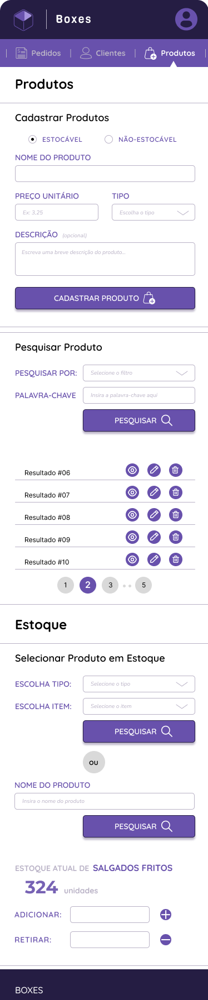 Boxes
Pedidos
Clientes
Produtos
Produtos
Cadastrar Produtos
ESTOCÁVEL NÃO-ESTOCÁVEL
NOME DO PRODUTO
PREÇO UNITÁRIO TIPO
Ex: 3,25 Escolha o tipo
DESCRIÇÃO (opcional)
Escreva uma breve descrição do produto...
CADASTRAR PRODUTO
Pesquisar Produto
PESQUISAR POR: Selecione o filtro
PALAVRA-CHAVE Insira a palavra-chave aqui
PESQUISAR
Resultado #06
Resultado #07
Resultado #08
Resultado #09
Resultado #10
1 2 3 5
Estoque
Selecionar Produto em Estoque
ESCOLHA TIPO: Selecione o tipo
ESCOLHA ITEM: Selecione o item
PESQUISAR
ou
NOME DO PRODUTO
Insira o nome do produto
PESQUISAR
ESTOQUE ATUAL DE SALGADOS FRITOS
324 unidades
ADICIONAR:
RETIRAR:
BOXES